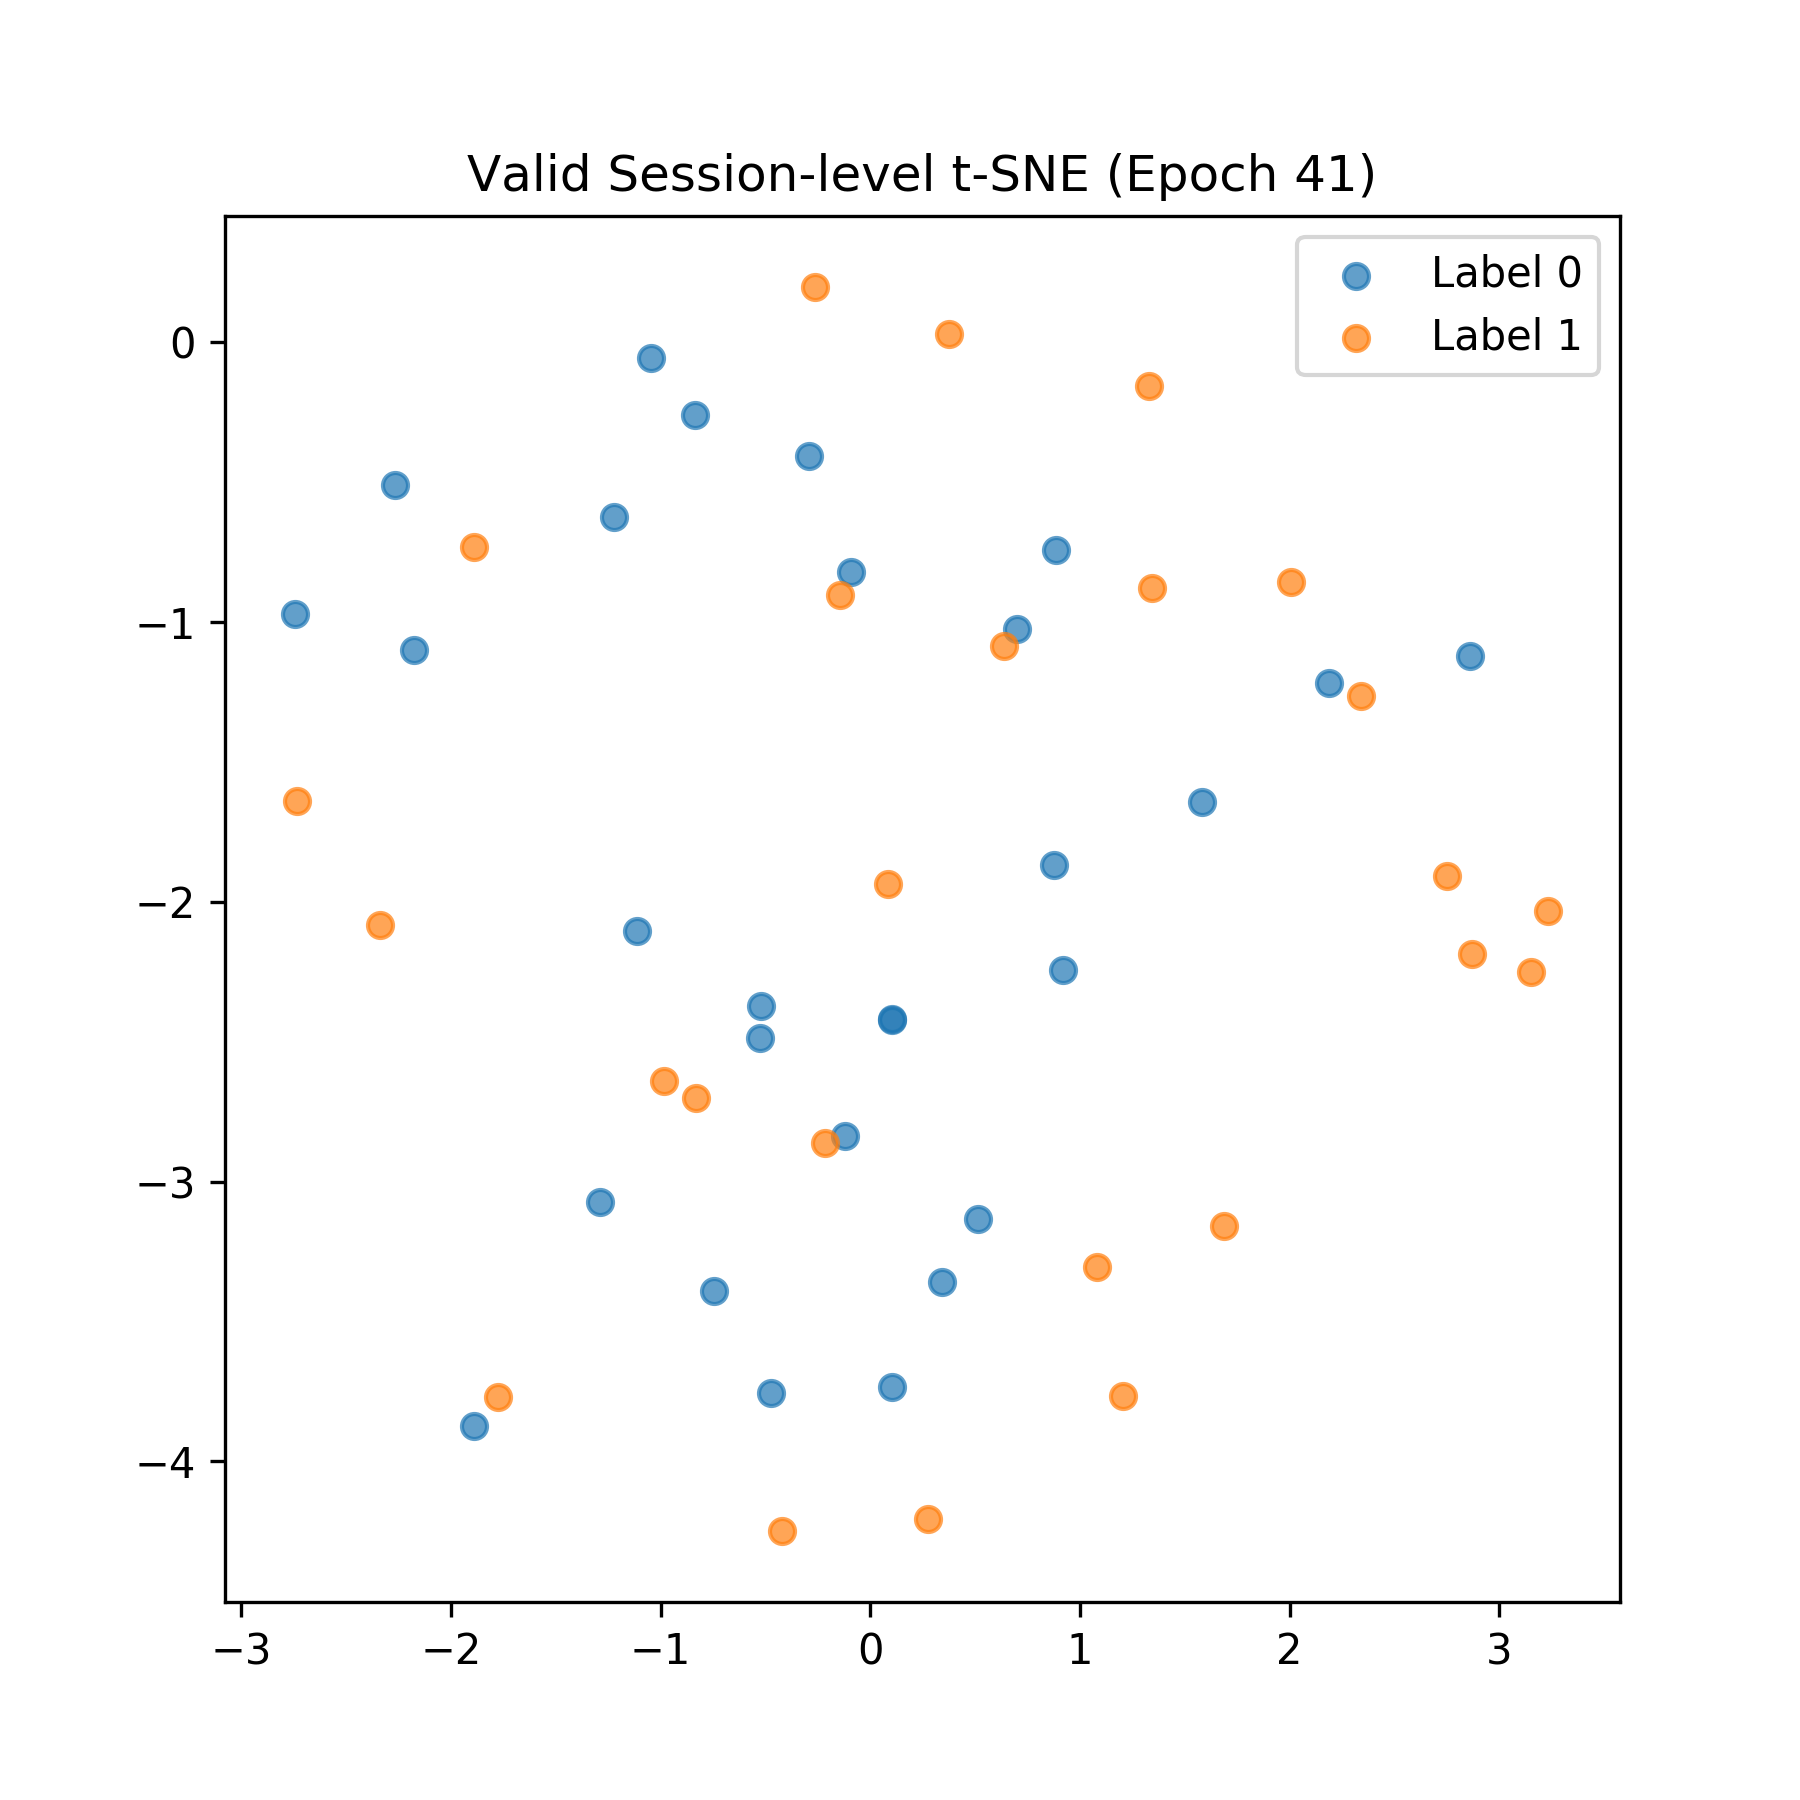 Valid Session-level t-SNE (Epoch 41)
Label 0
Label 1
0
−1
−2
−3
−4
−3 −2 −1 0 1 2 3